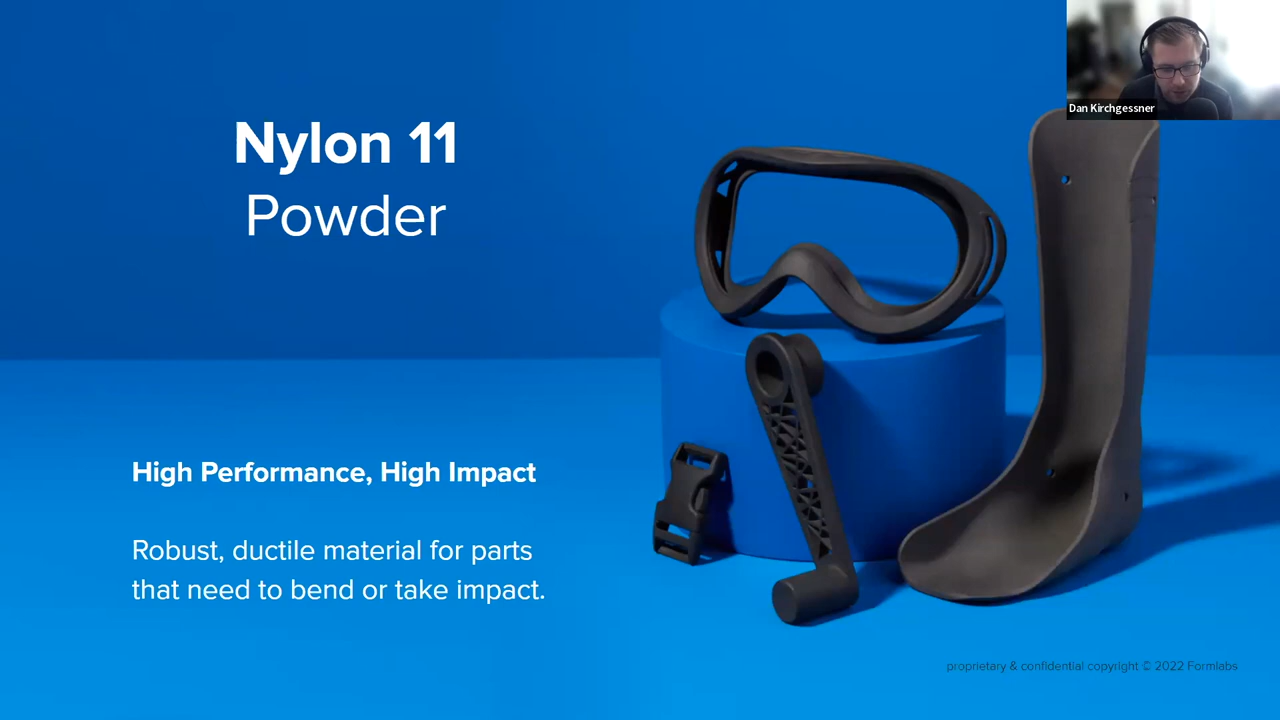 Dan Kirchgessner
Nylon 11
Powder
High Performance, High Impact
Robust, ductile material for parts
that need to bend or take impact.
proprietary & confidential copyright © 2022 Formlabs